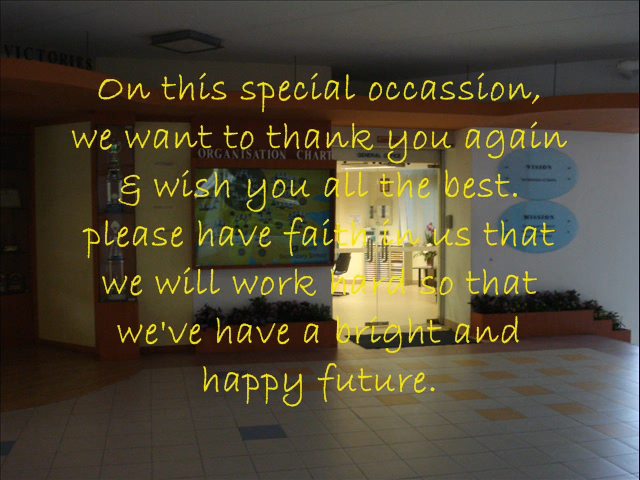 VICTORIES
On this special occassion,
we want to thank you again
ORGANISATION CHART
& wish you all the best.
VISION
please have faith in us that
MISSION
we will work hard so that
we've have a bright and
happy future.